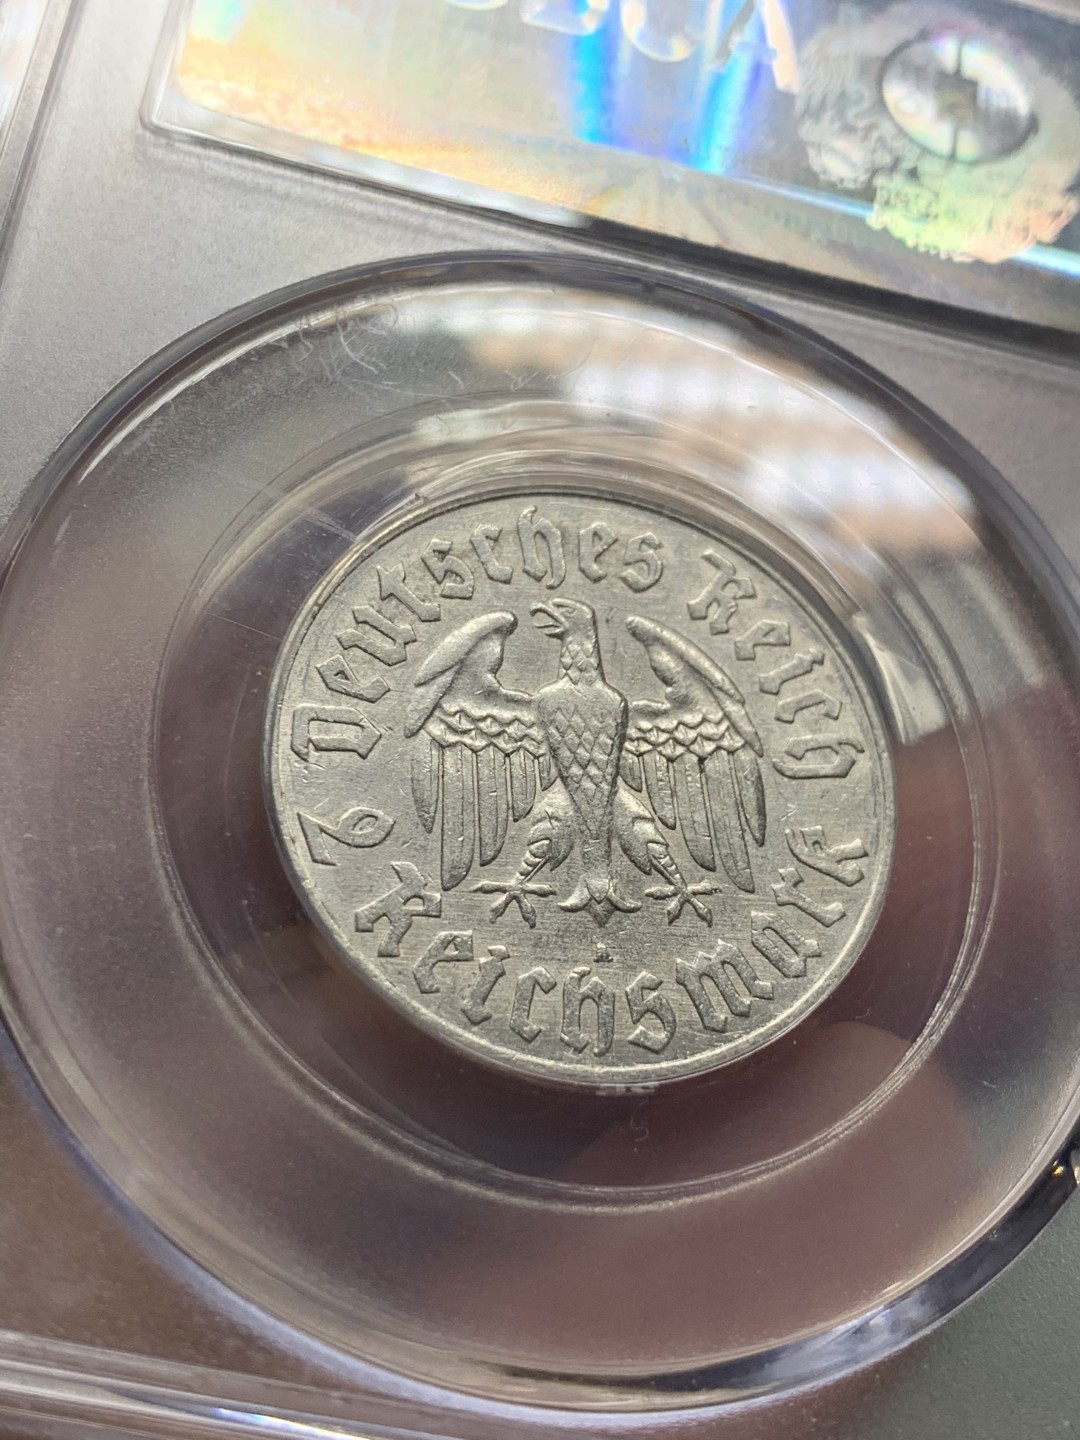 Deutsches Reich
2 Reichsmark
A